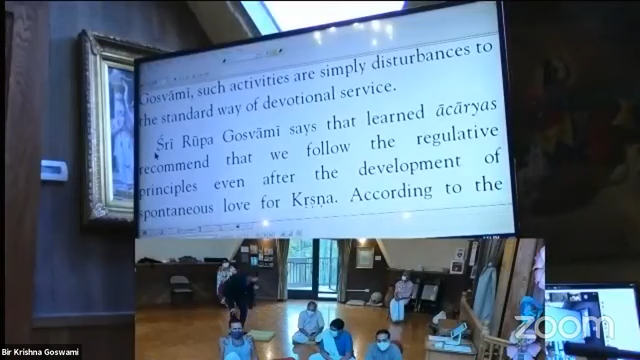 Gosvāmī, such activities are simply disturbances to
the standard way of devotional service.
Śrī Rūpa Gosvāmī says that learned ācāryas
recommend that we follow the regulative
principles even after the development of
spontaneous love for Kṛṣṇa. According to the
Bir Krishna Goswami
zoom